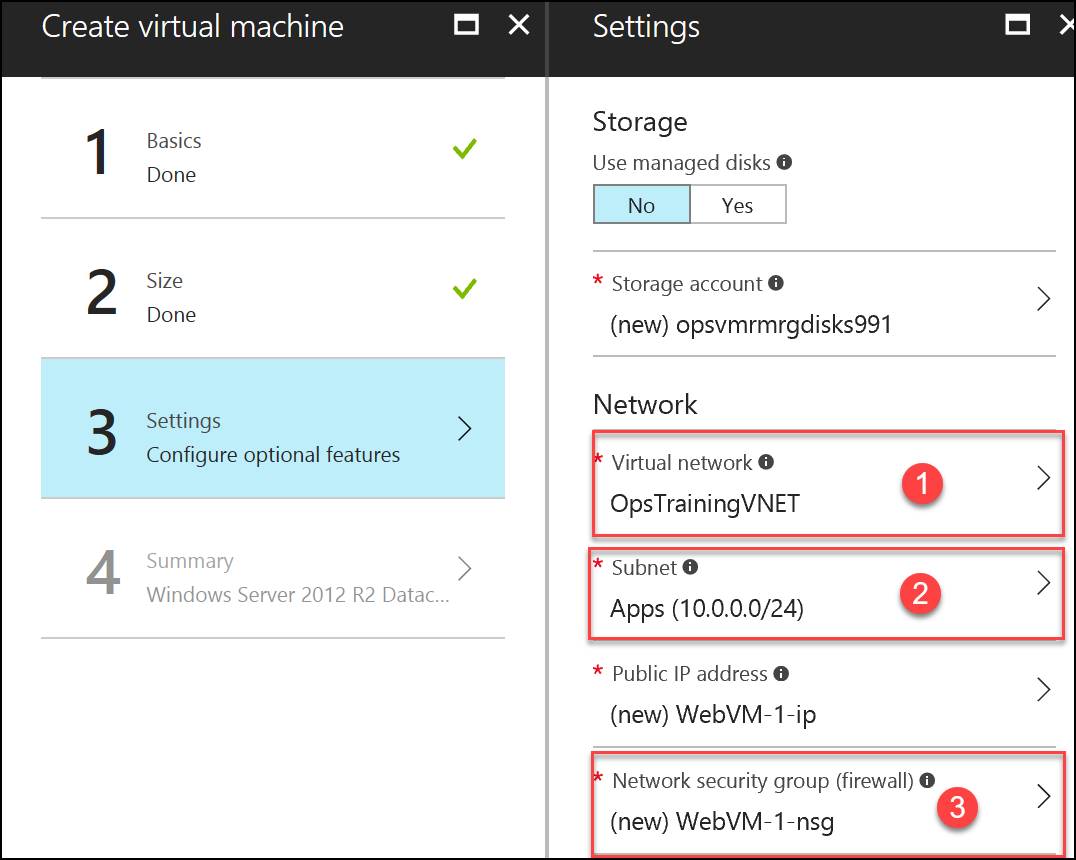 Create virtual machine
1
Basics
Done
2
Size
Done
3
Settings
Configure optional features
4
Summary
Windows Server 2012 R2 Datac...
Settings
Storage
Use managed disks
No Yes
* Storage account
(new) opsvmrmrgdisks991
Network
* Virtual network
OpsTrainingVNET
1
* Subnet
Apps (10.0.0.0/24)
2
* Public IP address
(new) WebVM-1-ip
* Network security group (firewall)
(new) WebVM-1-nsg
3